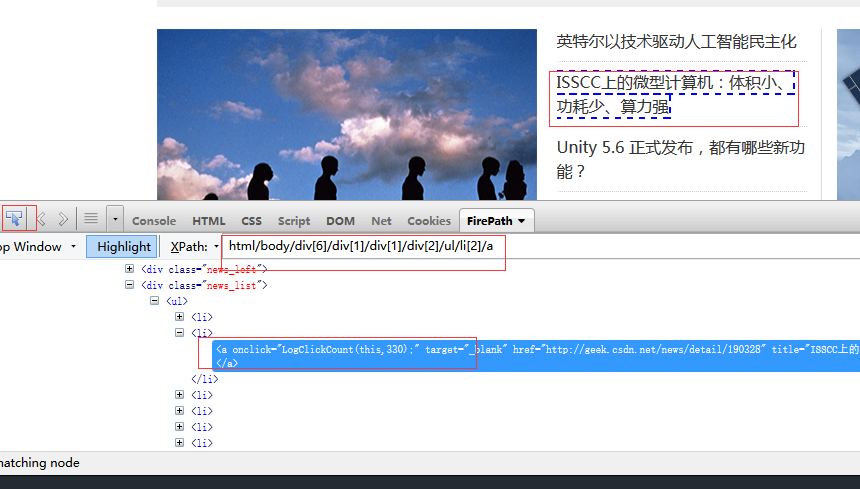 英特尔以技术驱动人工智能民主化
ISSCC上的微型计算机：体积小、
功耗少、算力强
Unity 5.6 正式发布，都有哪些新功
能？
Console HTML CSS Script DOM Net Cookies FirePath
op Window Highlight XPath: html/body/div[6]/div[1]/div[1]/div[2]/ul/li[2]/a
<div class="news_left">
<div class="news_list">
<ul>
<li>
<li>
<a onclick="LogClickCount(this,330);" target="_blank" href="http://geek.csdn.net/news/detail/190328" title="ISSCC上的
</a>
</li>
<li>
<li>
<li>
<li>
matching node